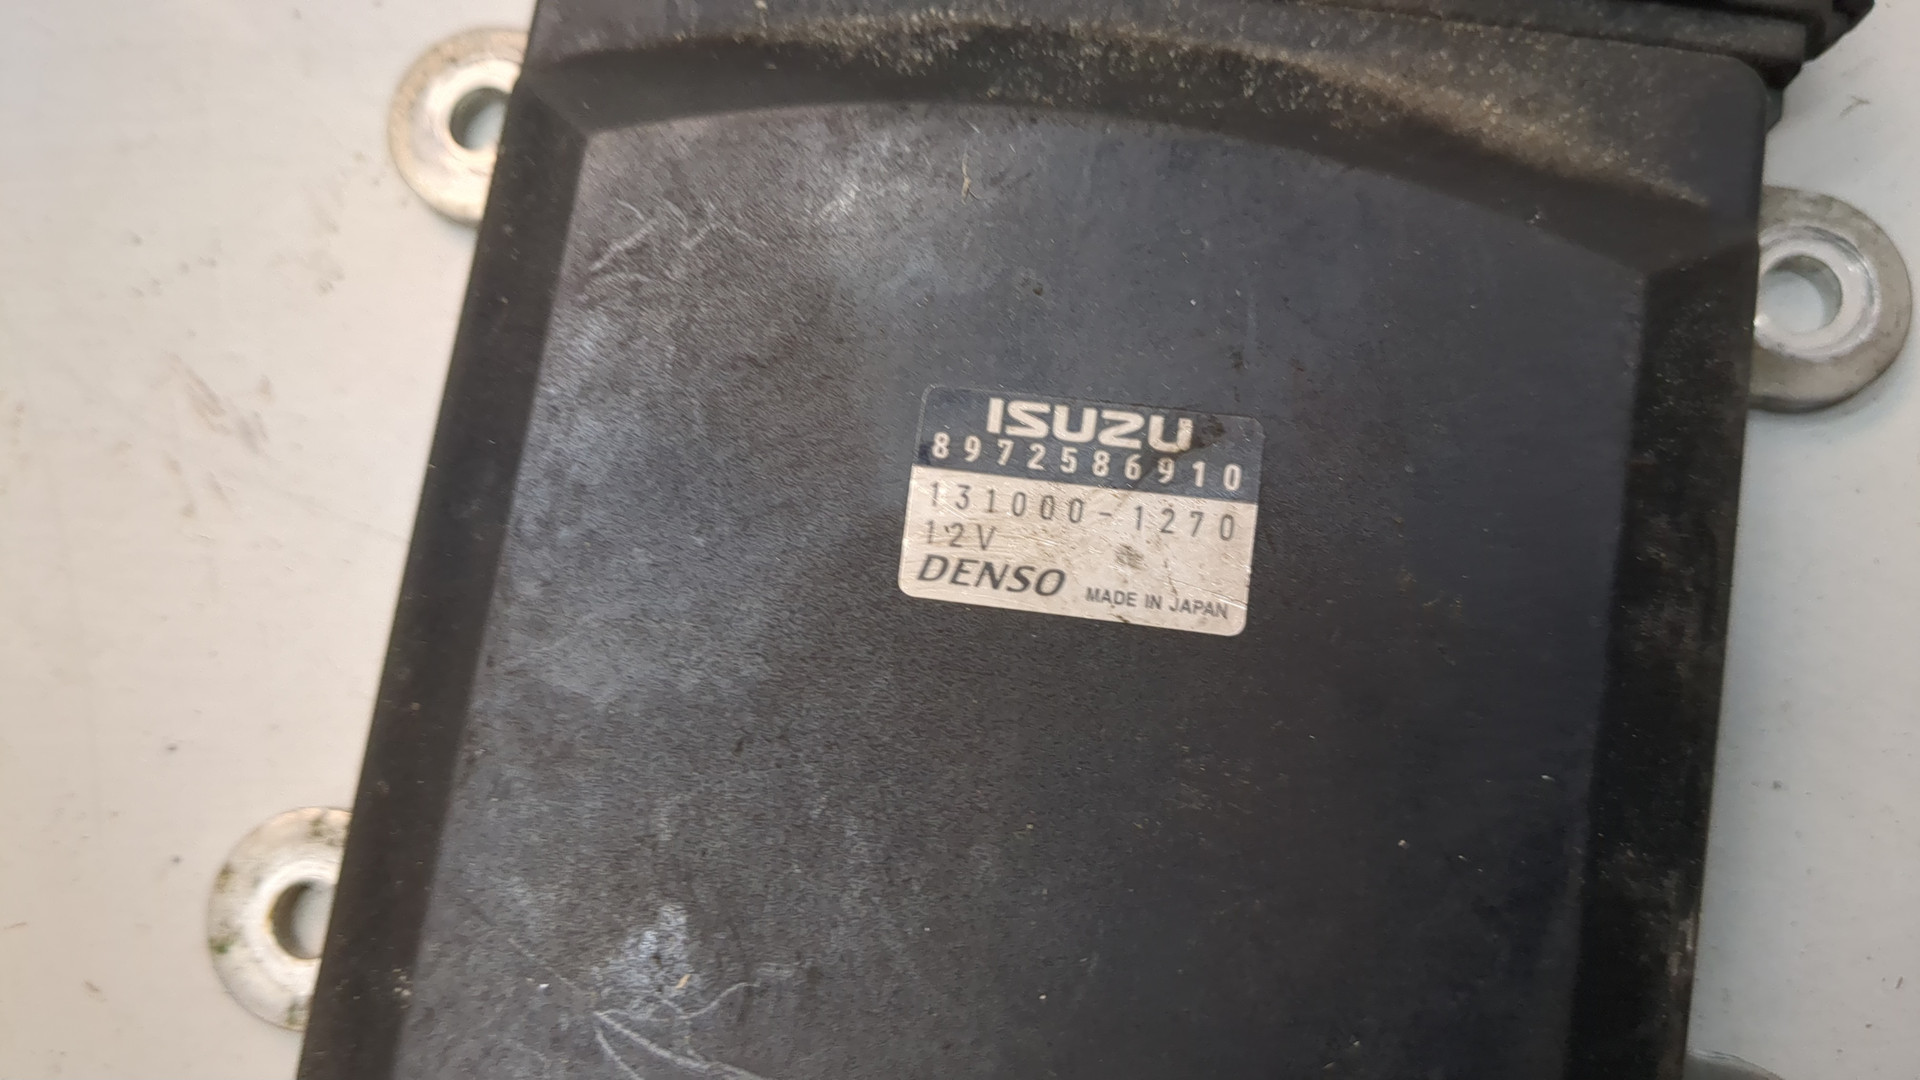 ISUZU
8972586910
131000-1270
12V
DENSO MADE IN JAPAN